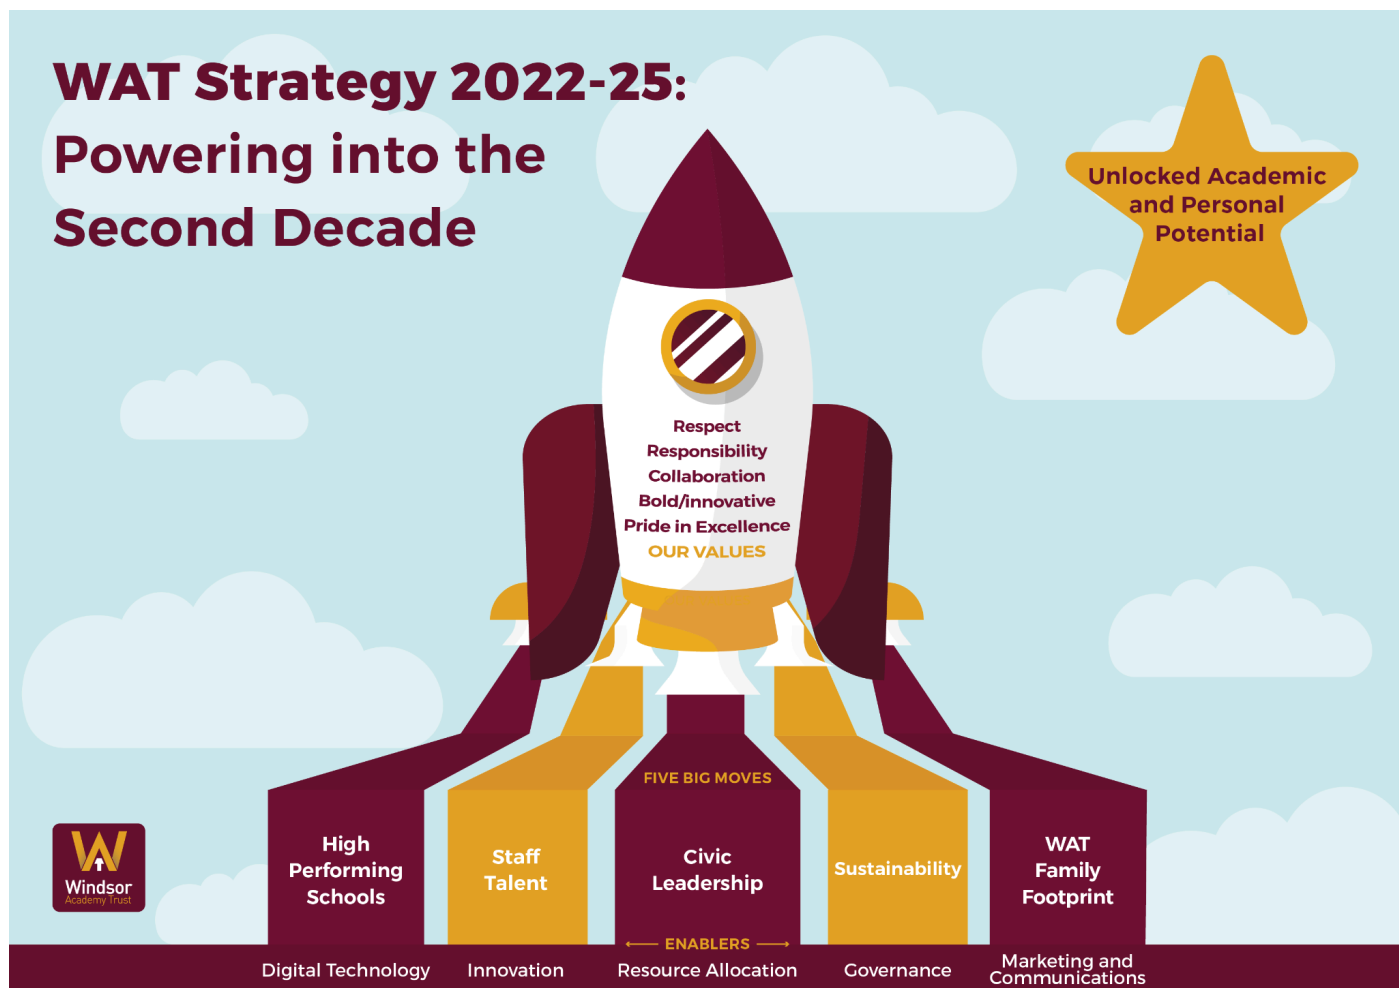 WAT Strategy 2022-25:
Powering into the
Second Decade
Unlocked Academic
and Personal
Potential
Respect
Responsibility
Collaboration
Bold/innovative
Pride in Excellence
OUR VALUES
FIVE BIG MOVES
High
Performing
Schools
Staff
Talent
Civic
Leadership
Sustainability
WAT
Family
Footprint
Windsor
Academy Trust
ENABLERS
Digital Technology
Innovation
Resource Allocation
Governance
Marketing and
Communications